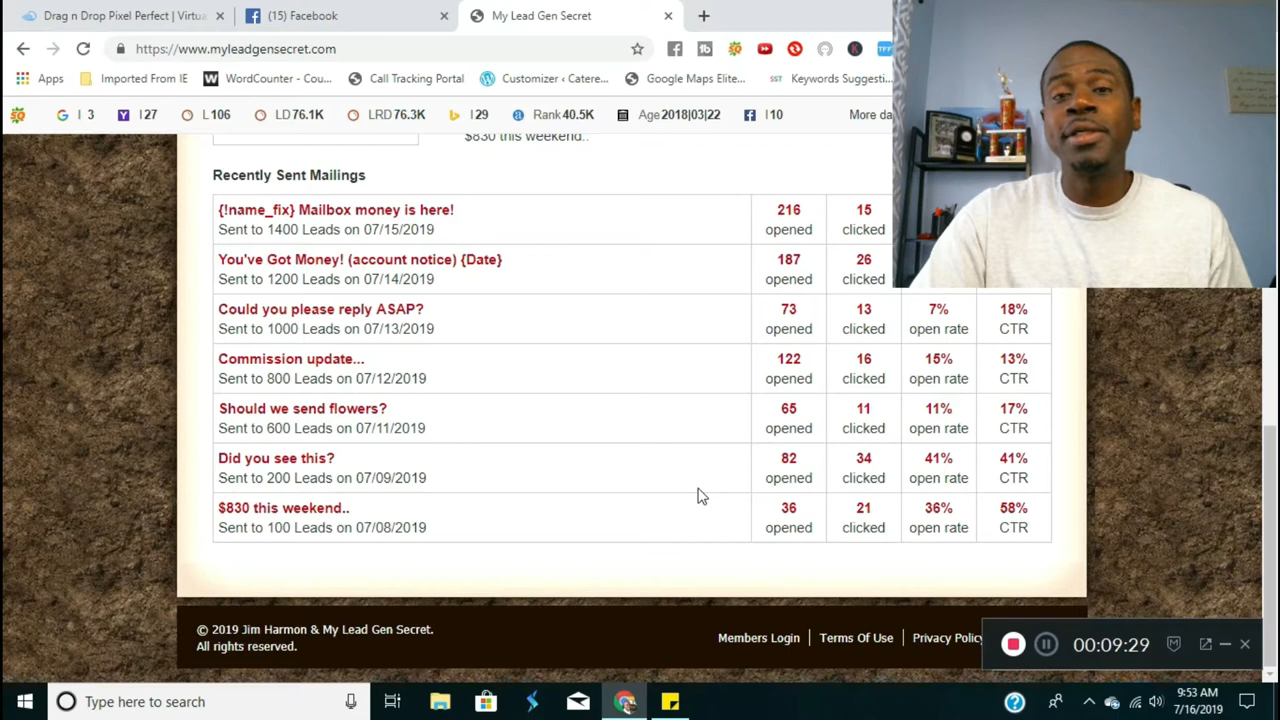 Drag n Drop Pixel Perfect | Virtua
(15) Facebook
My Lead Gen Secret
https://www.myleadgensecret.com
Apps
Imported From IE
WordCounter - Cou...
Call Tracking Portal
Customizer ‹ Catere...
Google Maps Elite...
Keywords Suggesti...
I 3
I 27
L 106
LD 76.1K
LRD 76.3K
I 29
Rank 40.5K
Age 2018|03|22
I 10
More da
$830 this weekend..
Recently Sent Mailings
{!name_fix} Mailbox money is here!
216
15
Sent to 1400 Leads on 07/15/2019
opened
clicked
You've Got Money! (account notice) {Date}
187
26
Sent to 1200 Leads on 07/14/2019
opened
clicked
Could you please reply ASAP?
73
13
7%
18%
Sent to 1000 Leads on 07/13/2019
opened
clicked
open rate
CTR
Commission update...
122
16
15%
13%
Sent to 800 Leads on 07/12/2019
opened
clicked
open rate
CTR
Should we send flowers?
65
11
11%
17%
Sent to 600 Leads on 07/11/2019
opened
clicked
open rate
CTR
Did you see this?
82
34
41%
41%
Sent to 200 Leads on 07/09/2019
opened
clicked
open rate
CTR
$830 this weekend..
36
21
36%
58%
Sent to 100 Leads on 07/08/2019
opened
clicked
open rate
CTR
© 2019 Jim Harmon & My Lead Gen Secret.
All rights reserved.
Members Login
Terms Of Use
Privacy Policy
00:09:29
Type here to search
9:53 AM
7/16/2019